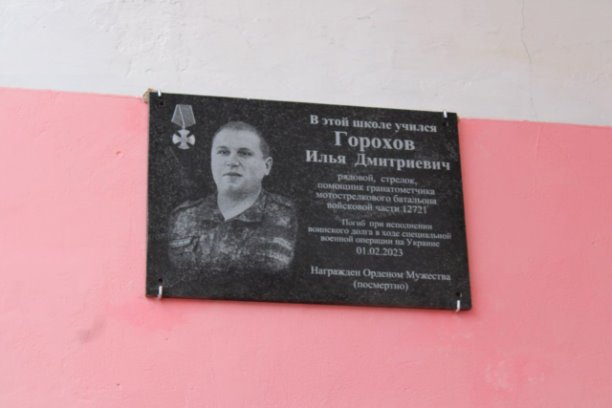 В этой школе учился
Горохов
Илья Дмитриевич
рядовой, стрелок,
помощник гранатометчика
мотострелкового батальона
войсковой части 12721
Погиб при исполнении
воинского долга в ходе специальной
военной операции на Украине
01.02.2023
Награжден Орденом Мужества
(посмертно)